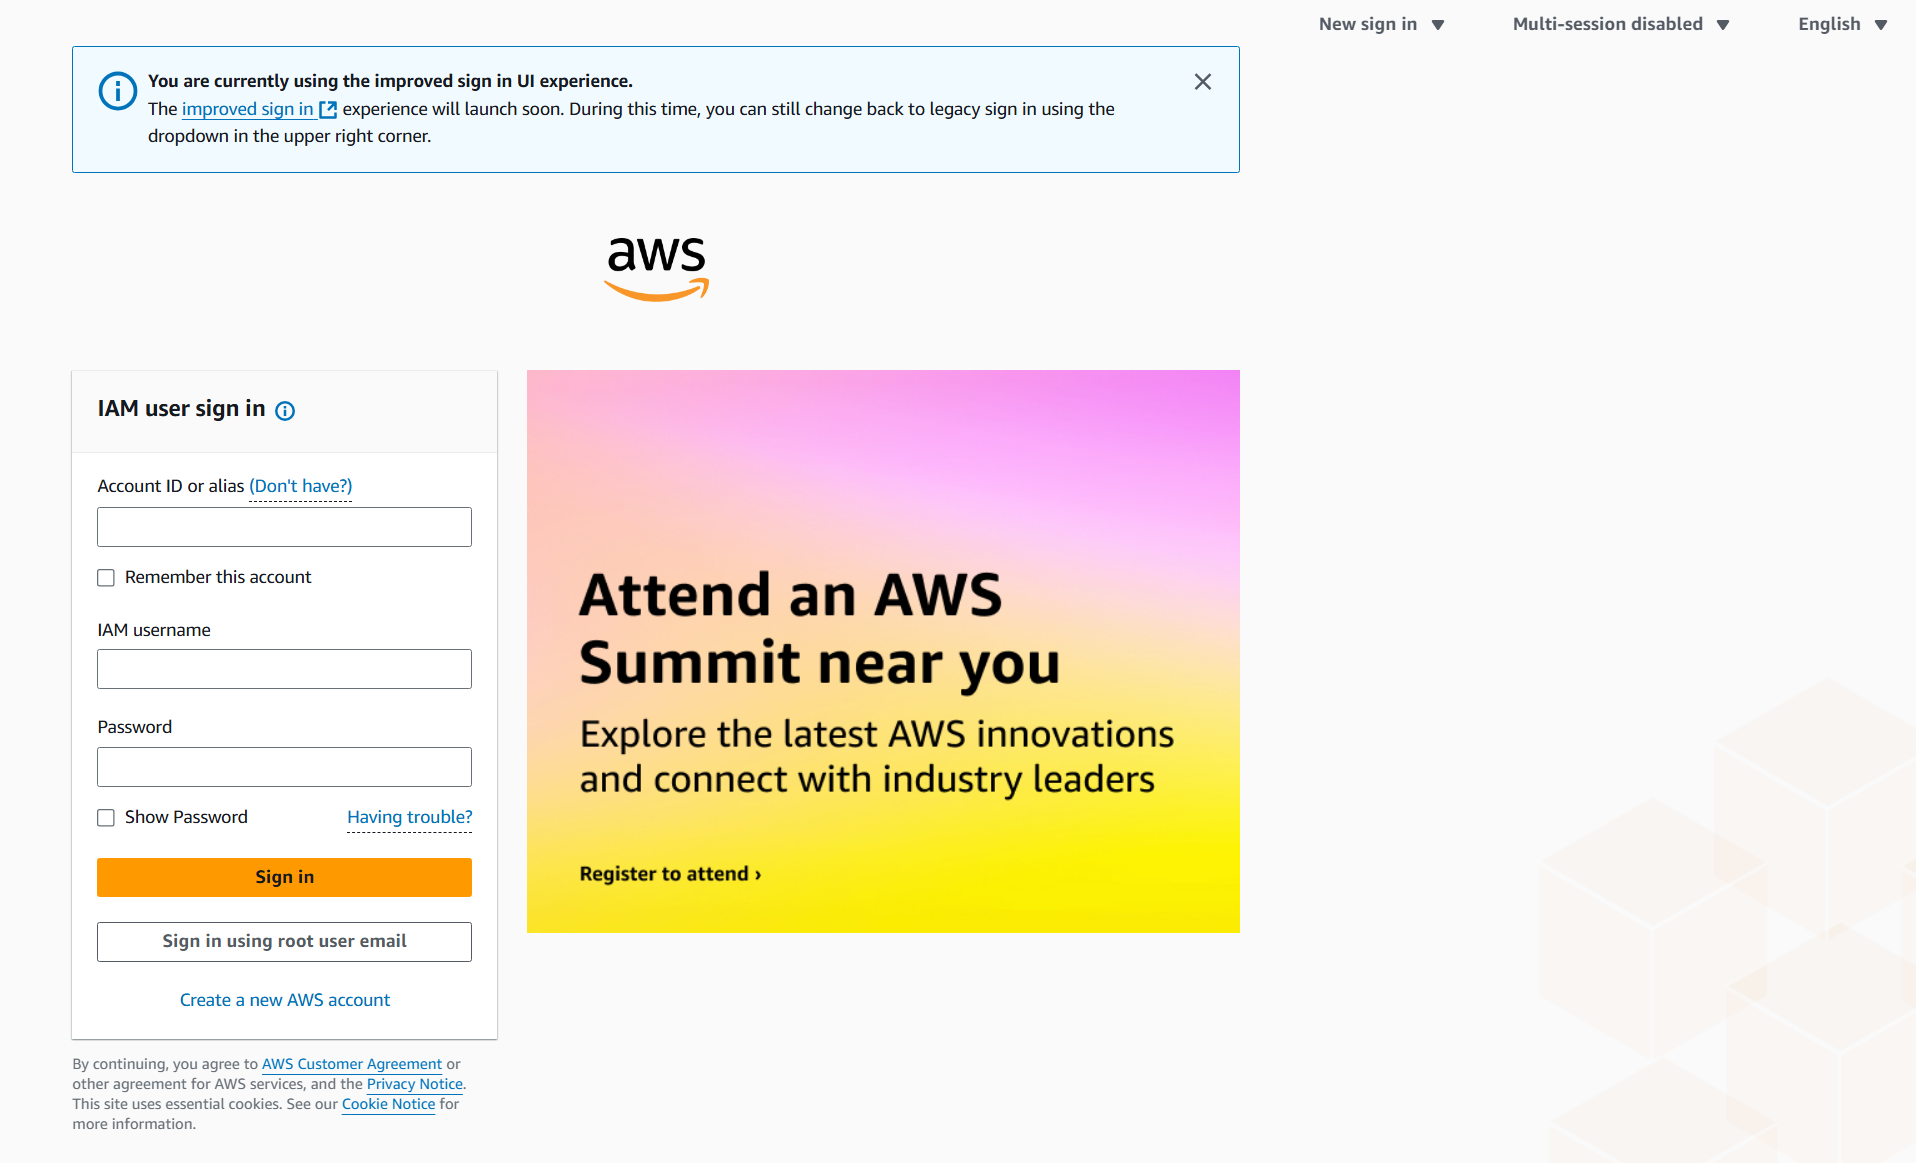 New sign in
Multi-session disabled
English
You are currently using the improved sign in UI experience.
The improved sign in experience will launch soon. During this time, you can still change back to legacy sign in using the
dropdown in the upper right corner.
aws
IAM user sign in
Account ID or alias (Don't have?)
Remember this account
IAM username
Password
Show Password
Having trouble?
Sign in
Sign in using root user email
Create a new AWS account
By continuing, you agree to AWS Customer Agreement or
other agreement for AWS services, and the Privacy Notice.
This site uses essential cookies. See our Cookie Notice for
more information.
Attend an AWS
Summit near you
Explore the latest AWS innovations
and connect with industry leaders
Register to attend ›